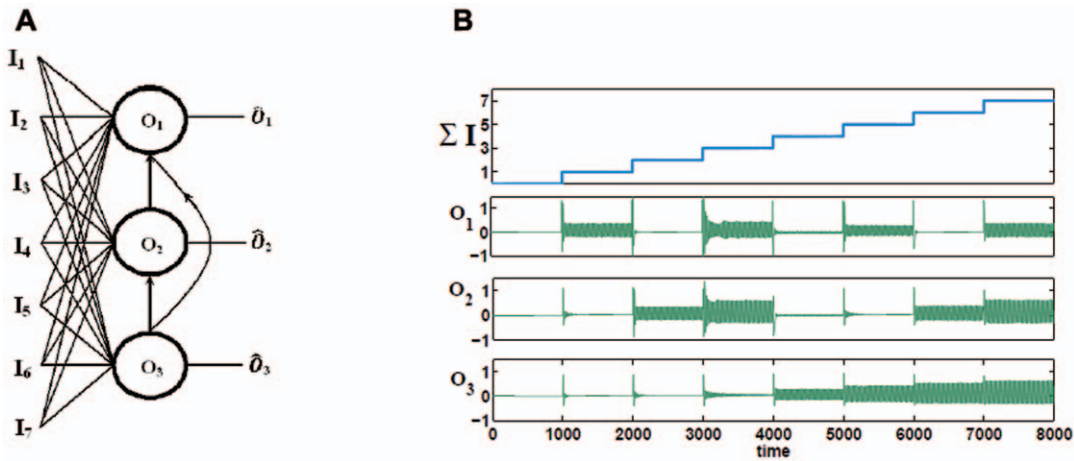 A
I₁
I₂
I₃
I₄
I₅
I₆
I₇
O₁
O₂
O₃
Ô₁
Ô₂
Ô₃
B
∑ I
7
5
3
1
O₁
1
0
−1
O₂
1
0
−1
O₃
1
0
−1
0 1000 2000 3000 4000 5000 6000 7000 8000
time